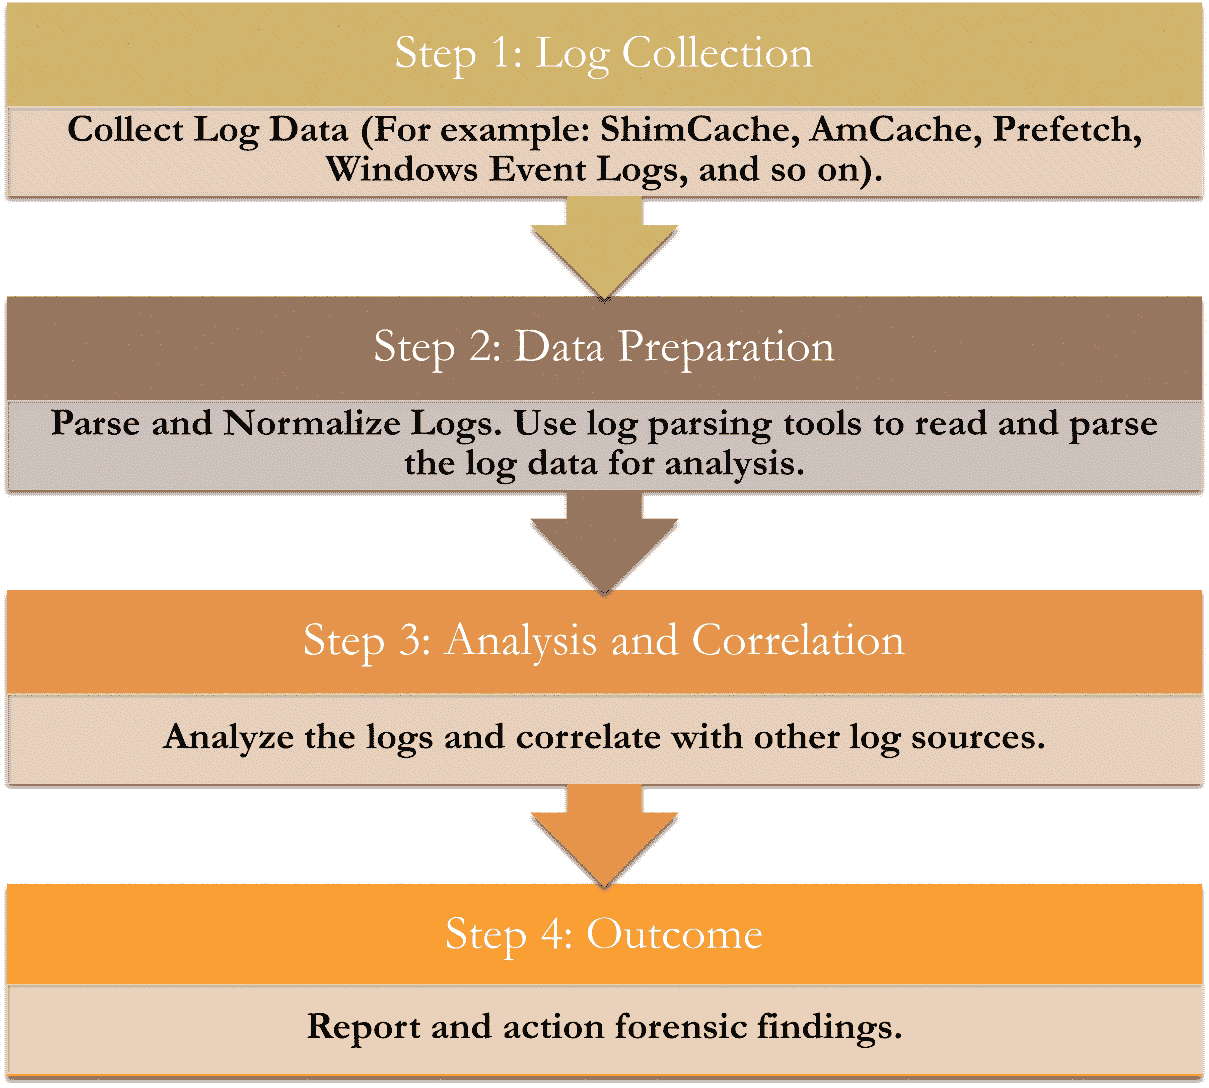 Step 1: Log Collection
Collect Log Data (For example: ShimCache, AmCache, Prefetch,
Windows Event Logs, and so on).
Step 2: Data Preparation
Parse and Normalize Logs. Use log parsing tools to read and parse
the log data for analysis.
Step 3: Analysis and Correlation
Analyze the logs and correlate with other log sources.
Step 4: Outcome
Report and action forensic findings.